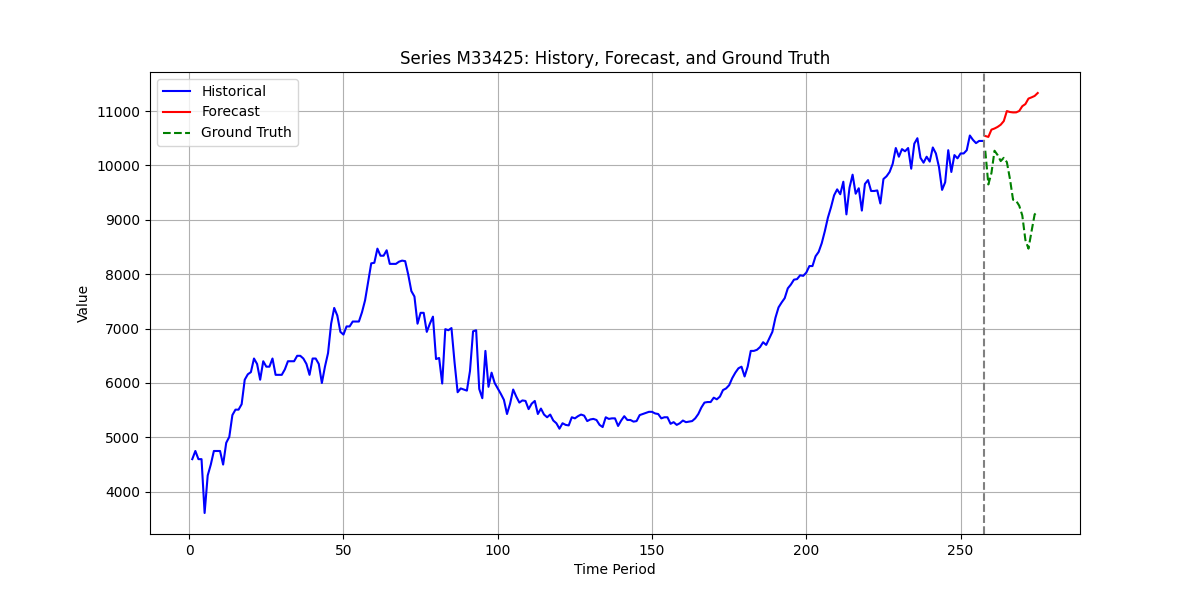 Series M33425: History, Forecast, and Ground Truth
Historical
Forecast
Ground Truth
11000
10000
9000
8000
7000
6000
5000
4000
Value
0 50 100 150 200 250
Time Period